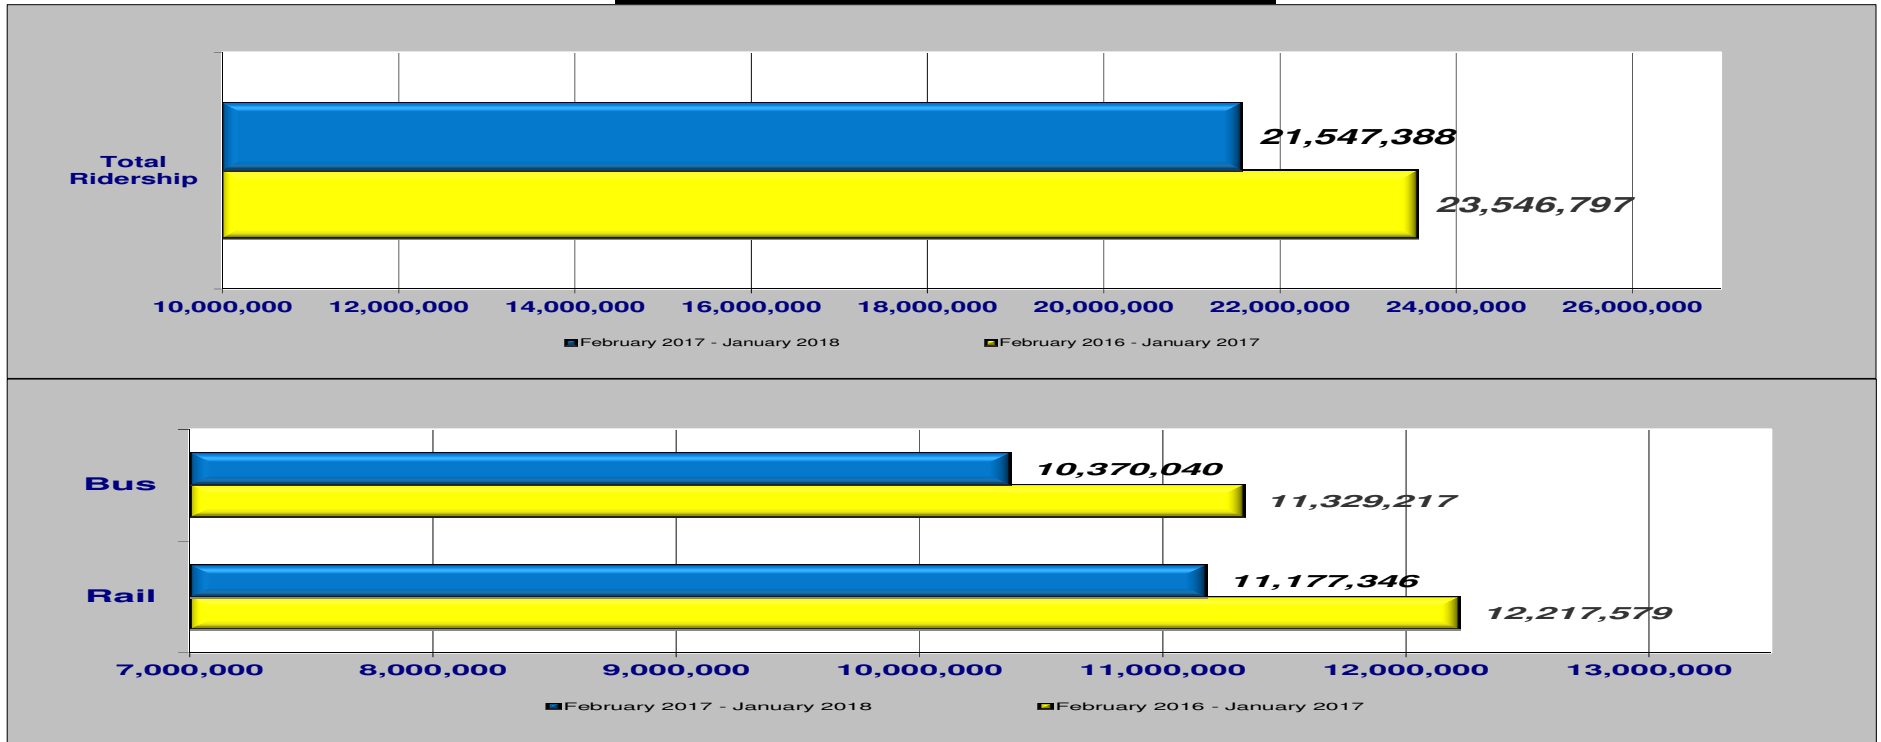 Total
Ridership
21,547,388
23,546,797
10,000,000 12,000,000 14,000,000 16,000,000 18,000,000 20,000,000 22,000,000 24,000,000 26,000,000
February 2017 - January 2018 February 2016 - January 2017
Bus
10,370,040
11,329,217
Rail
11,177,346
12,217,579
7,000,000 8,000,000 9,000,000 10,000,000 11,000,000 12,000,000 13,000,000
February 2017 - January 2018 February 2016 - January 2017